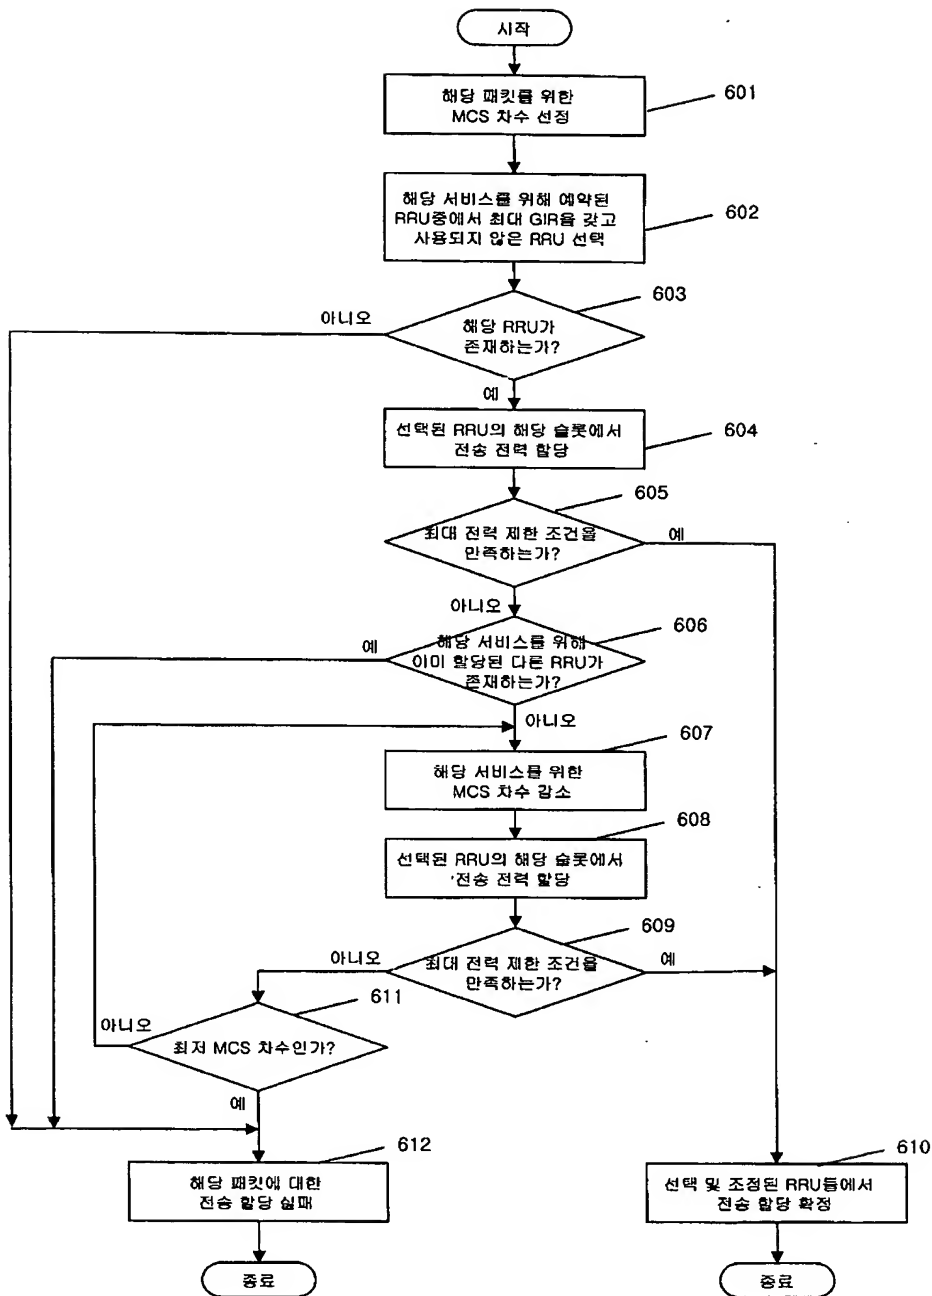 시작
해당 패킷를 위한
MCS 차수 선정
601
해당 서비스를 위해 예약된
RRU중에서 최대 GIR을 갖고
사용되지 않은 RRU 선택
602
603
아니오
해당 RRU가
존재하는가?
예
선택된 RRU의 해당 슬롯에서
전송 전력 할당
604
605
최대 전력 제한 조건을
만족하는가?
예
아니오
606
해당 서비스를 위해
이미 할당된 다른 RRU가
존재하는가?
예
아니오
607
해당 서비스를 위한
MCS 차수 감소
608
선택된 RRU의 해당 슬롯에서
전송 전력 할당
609
아니오
최대 전력 제한 조건을
만족하는가?
예
611
아니오
최저 MCS 차수인가?
예
612
해당 패킷에 대한
전송 할당 실패
610
선택 및 조정된 RRU등에서
전송 할당 확정
종료
종료